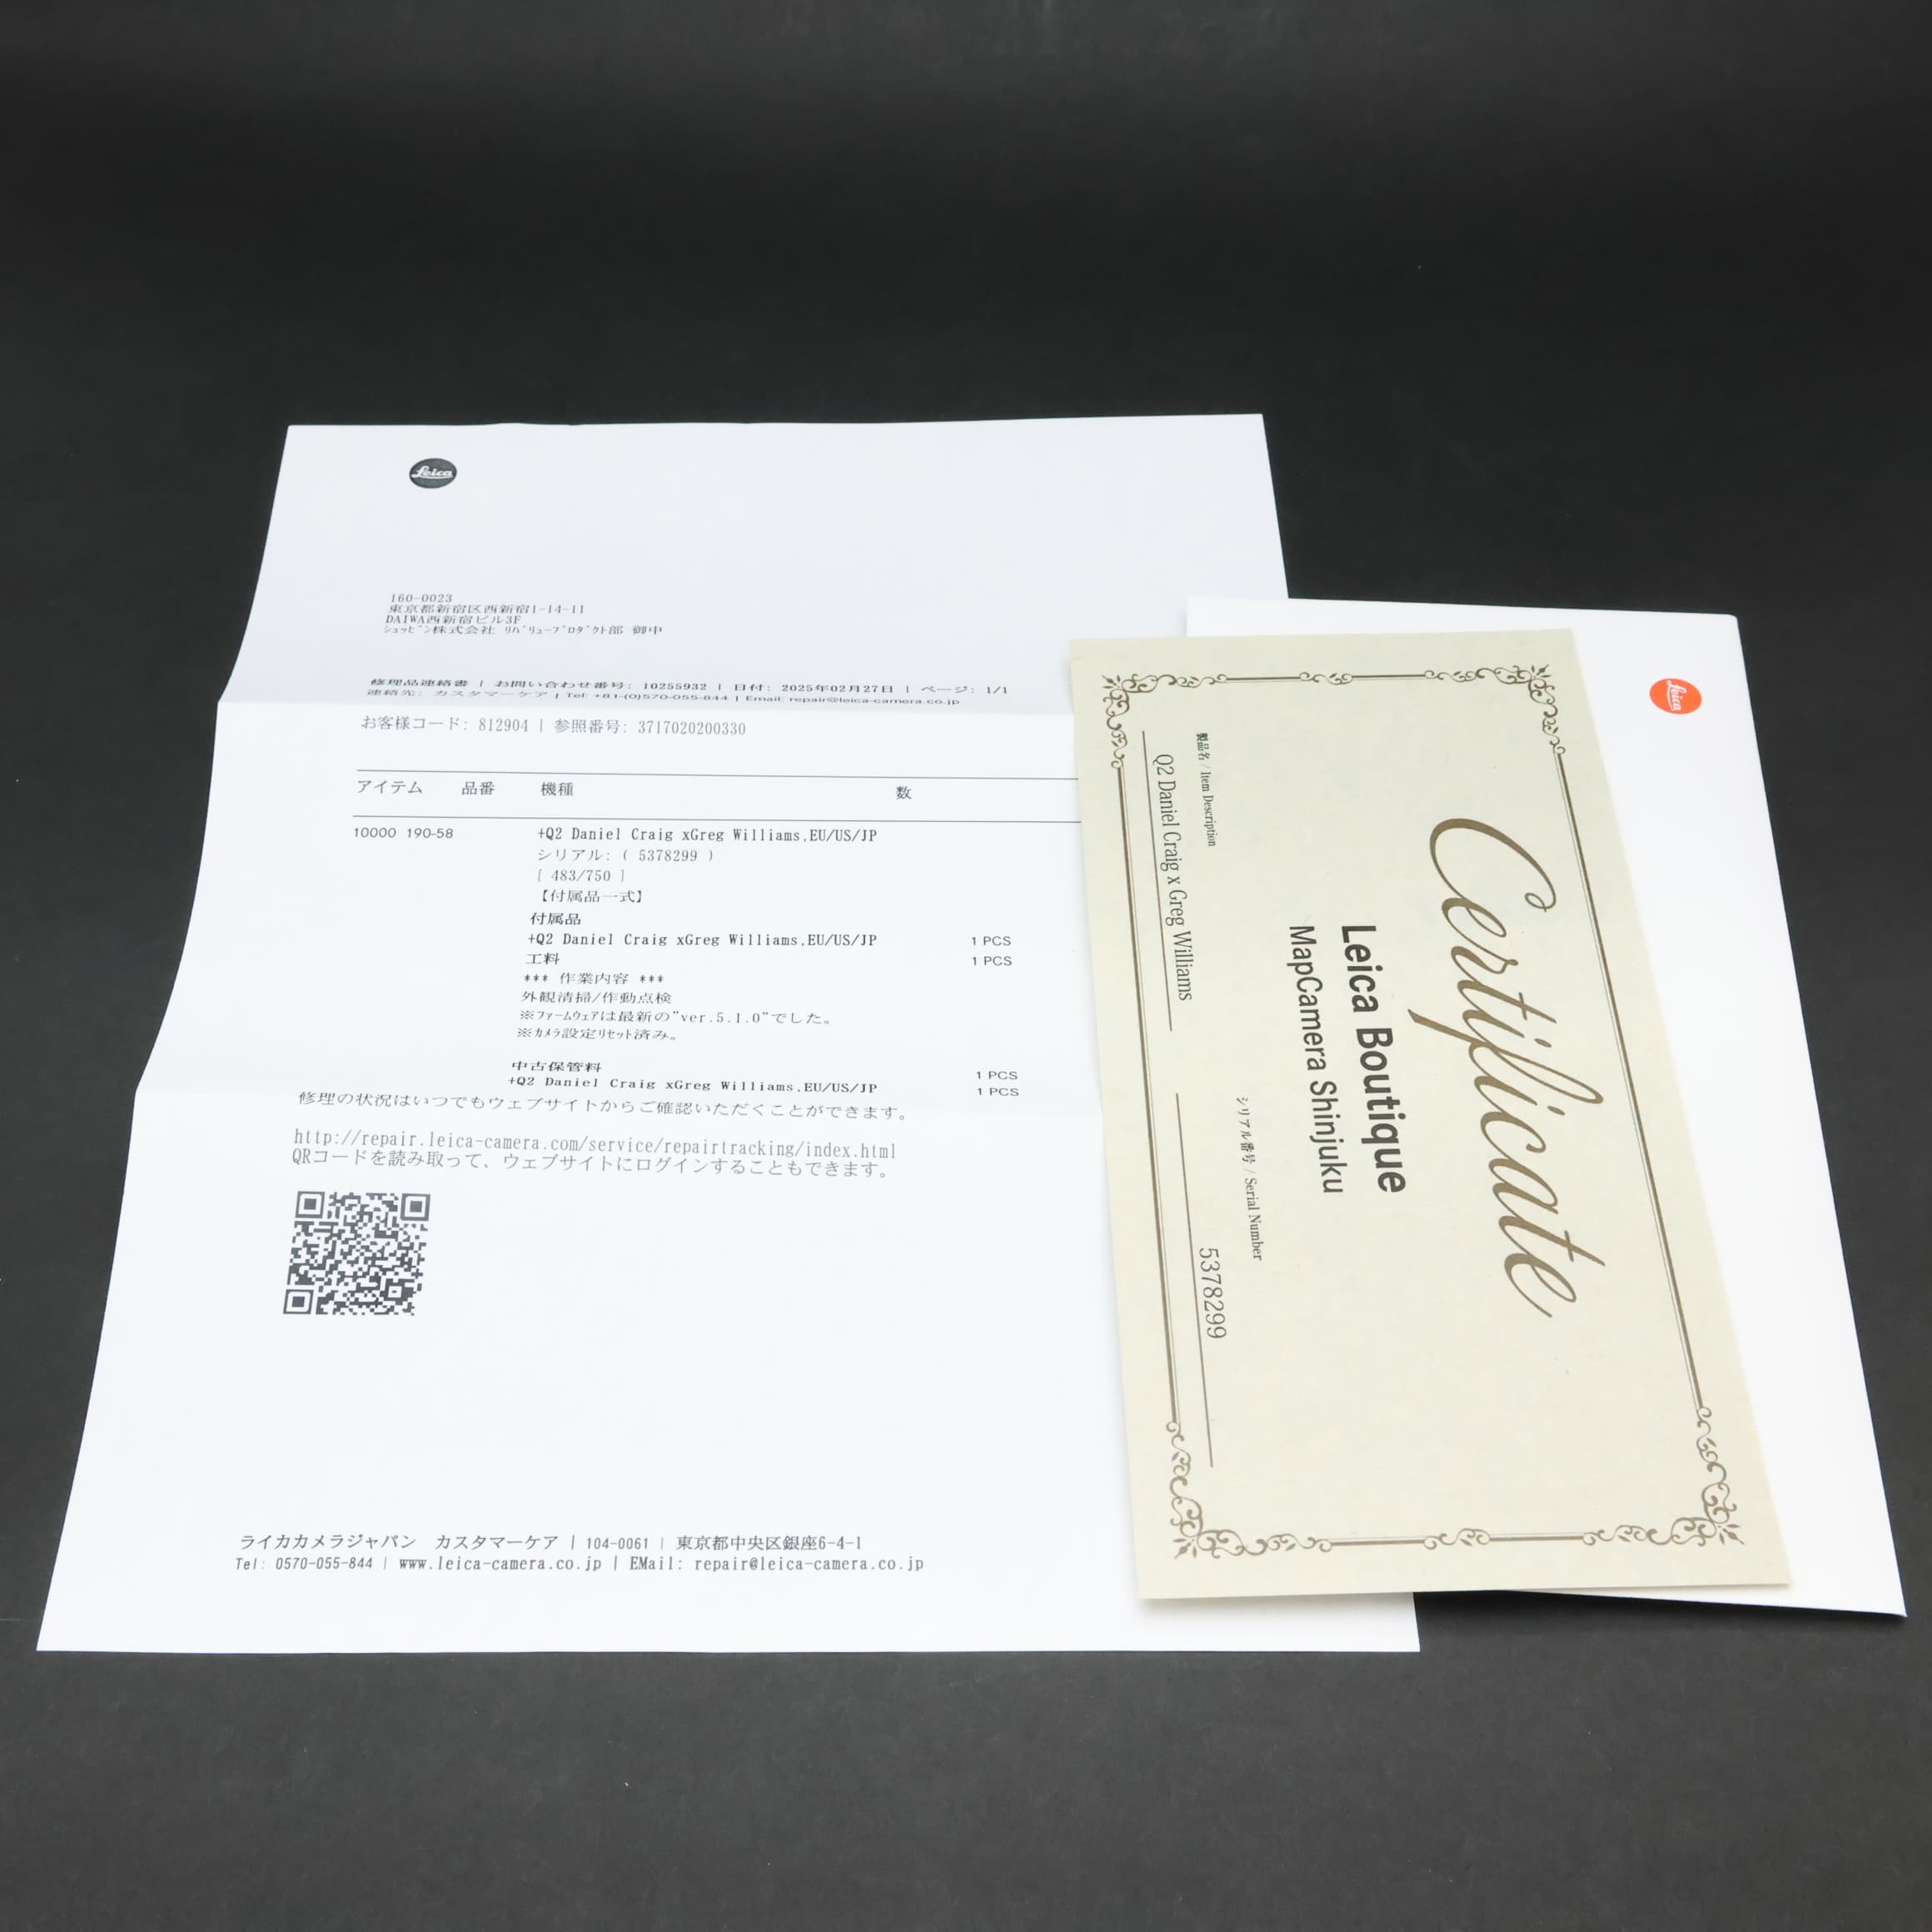 Leica
160-0023
東京都新宿区西新宿1-14-11
DAIWA西新宿ビル3F
ｼｭｯﾋﾟﾝ株式会社 ﾘﾊﾞﾘｭｰﾌﾟﾛﾀﾞｸﾄ部 御中
修理品連絡書 | お問い合わせ番号: 10255932 | 日付: 2025年02月27日 | ページ: 1/1
連絡先: カスタマーケア | Tel: +81-(0)570-055-844 | Email: repair@leica-camera.co.jp
お客様コード: 812904 | 参照番号: 3717020200330
アイテム 品番 機種 数
10000 190-58 +Q2 Daniel Craig xGreg Williams,EU/US/JP
シリアル: ( 5378299 )
[ 483/750 ]
【付属品一式】
付属品
+Q2 Daniel Craig xGreg Williams,EU/US/JP 1 PCS
工料 1 PCS
*** 作業内容 ***
外観清掃/作動点検
※ﾌｧｰﾑｳｪｱは最新の"ver.5.1.0"でした。
※ｶﾒﾗ設定ﾘｾｯﾄ済み。
中古保管料 1 PCS
+Q2 Daniel Craig xGreg Williams,EU/US/JP 1 PCS
修理の状況はいつでもウェブサイトからご確認いただくことができます。
http://repair.leica-camera.com/service/repairtracking/index.html
QRコードを読み取って、ウェブサイトにログインすることもできます。
ライカカメラジャパン カスタマーケア | 104-0061 | 東京都中央区銀座6-4-1
Tel: 0570-055-844 | www.leica-camera.co.jp | EMail: repair@leica-camera.co.jp
Leica
Certificate
Leica Boutique
MapCamera Shinjuku
製品名 / Item Description
Q2 Daniel Craig x Greg Williams
シリアル番号 / Serial Number
5378299